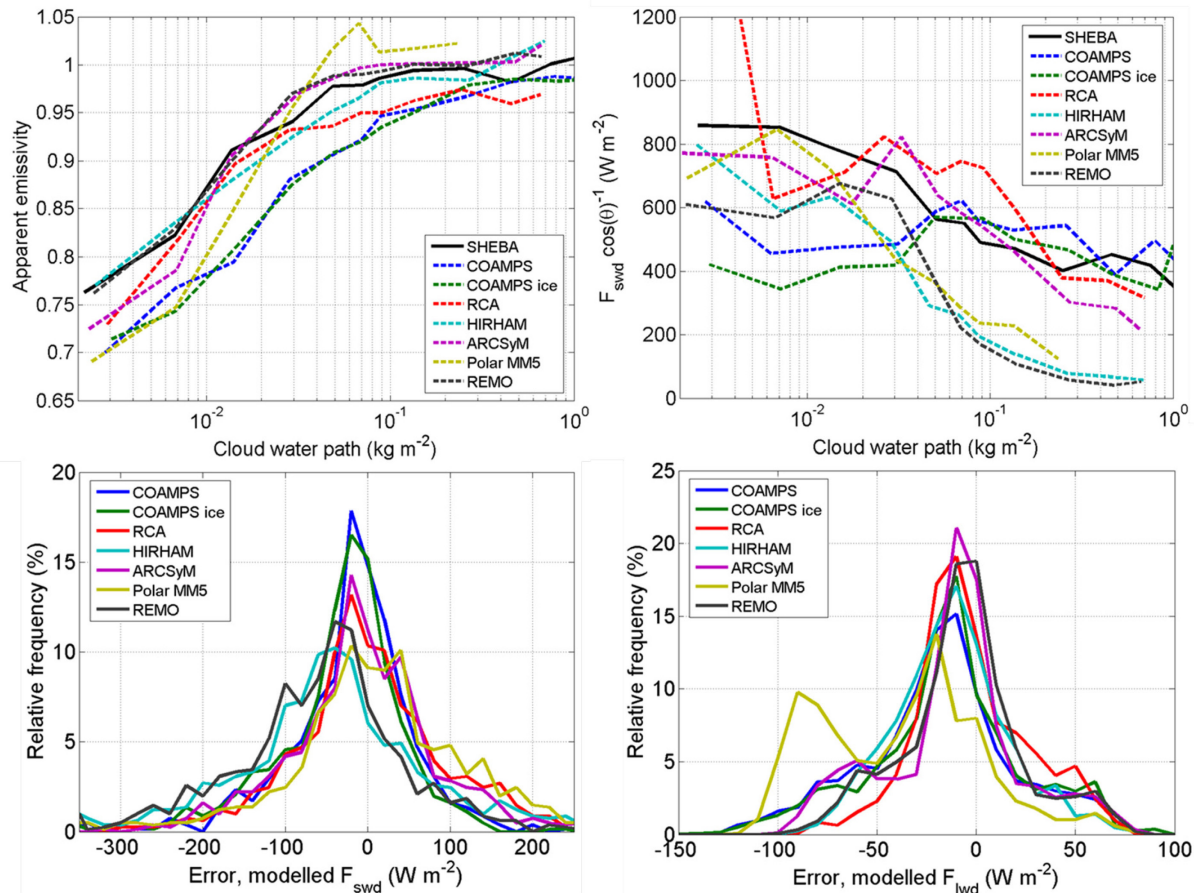 1.05
1
0.95
0.9
0.85
0.8
0.75
0.7
0.65
Apparent emissivity
SHEBA
COAMPS
COAMPS ice
RCA
HIRHAM
ARCSyM
Polar MM5
REMO
10⁻² 10⁻¹ 10⁰
Cloud water path (kg m⁻²)
1200
1000
800
600
400
200
0
F_swd cos(θ)⁻¹ (W m⁻²)
SHEBA
COAMPS
COAMPS ice
RCA
HIRHAM
ARCSyM
Polar MM5
REMO
10⁻² 10⁻¹ 10⁰
Cloud water path (kg m⁻²)
20
15
10
5
0
Relative frequency (%)
COAMPS
COAMPS ice
RCA
HIRHAM
ARCSyM
Polar MM5
REMO
-300 -200 -100 0 100 200
Error, modelled F_swd (W m⁻²)
25
20
15
10
5
0
Relative frequency (%)
COAMPS
COAMPS ice
RCA
HIRHAM
ARCSyM
Polar MM5
REMO
-150 -100 -50 0 50 100
Error, modelled F_lwd (W m⁻²)